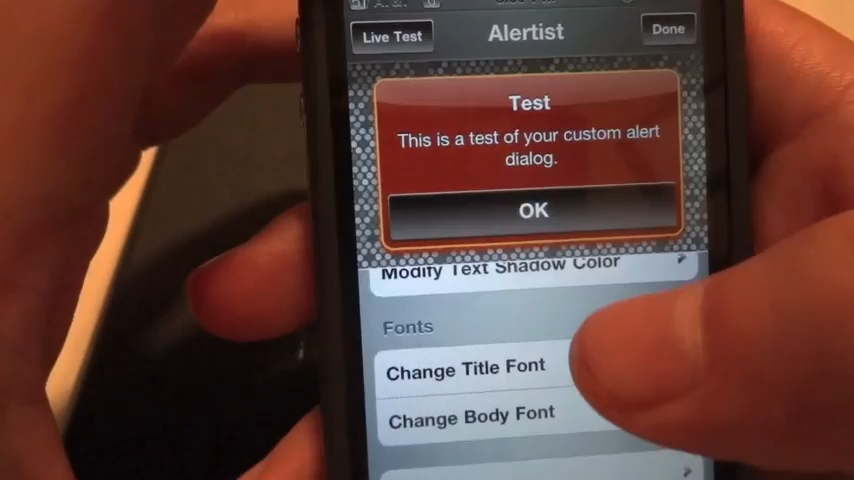 Live Test
Alertist
Done
Test
This is a test of your custom alert
dialog.
OK
Modify Text Shadow Color
Fonts
Change Title Font
Change Body Font